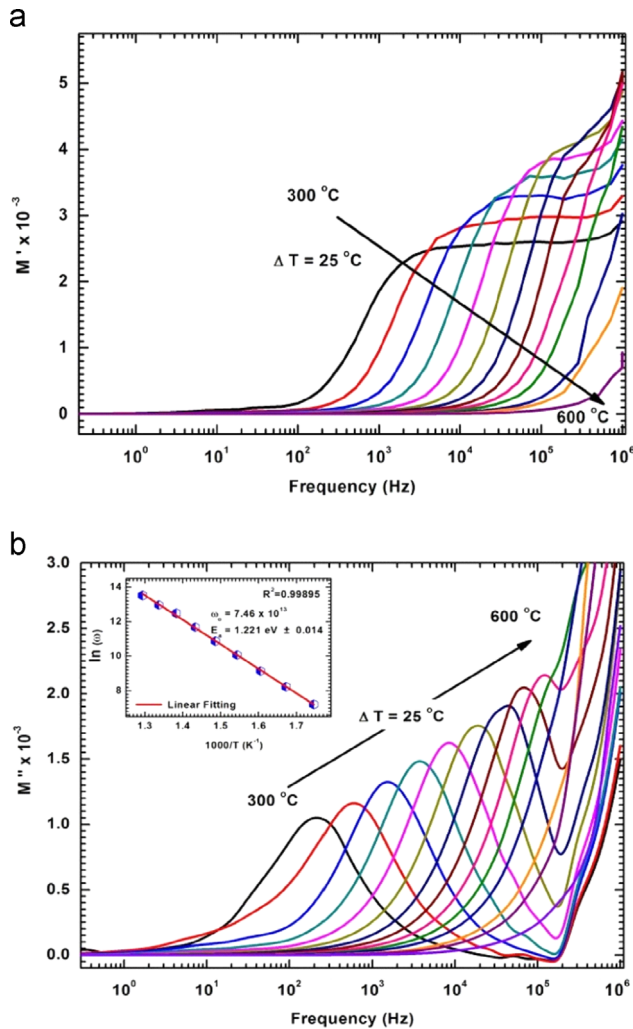 a
5
4
3
2
1
0
M ' x 10⁻³
300 °C
Δ T = 25 °C
600 °C
10⁰ 10¹ 10² 10³ 10⁴ 10⁵ 10⁶
Frequency (Hz)
b
3.0
2.5
2.0
1.5
1.0
0.5
0.0
M '' x 10⁻³
14
12
10
8
ln (ω)
R²=0.99895
ωₒ = 7.46 x 10¹³
Eₐ = 1.221 eV ± 0.014
Linear Fitting
1.3 1.4 1.5 1.6 1.7
1000/T (K⁻¹)
600 °C
Δ T = 25 °C
300 °C
10⁰ 10¹ 10² 10³ 10⁴ 10⁵ 10⁶
Frequency (Hz)